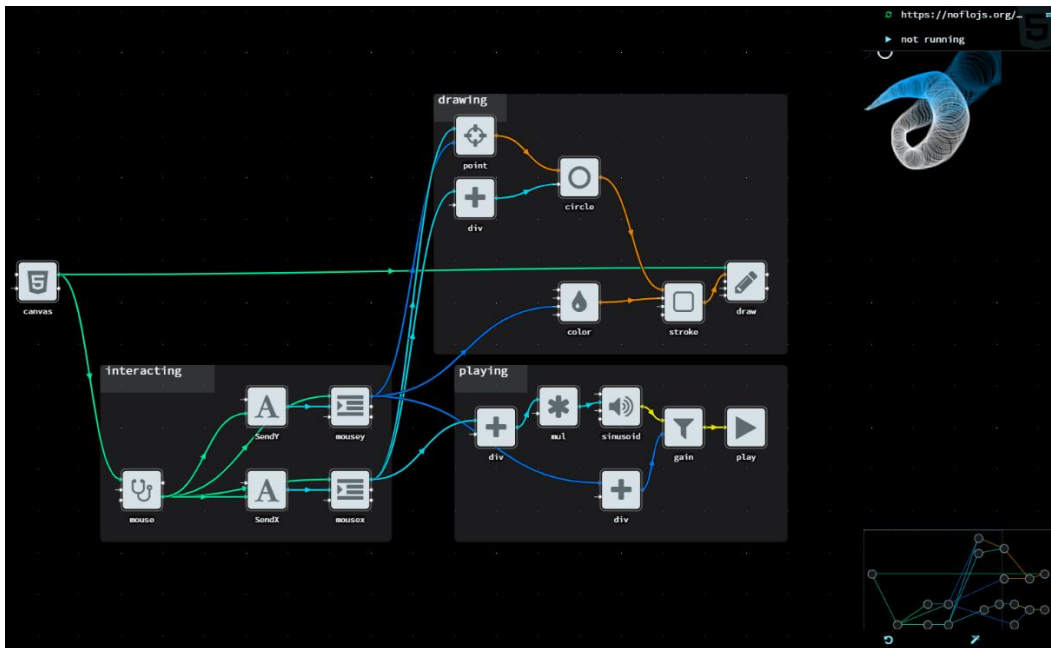 https://noflojs.org/…
not running
drawing
point
div
circle
canvas
color
stroke
draw
interacting
A
SendY
mousey
mouse
A
SendX
mousex
playing
div
mul
sinusoid
gain
play
div